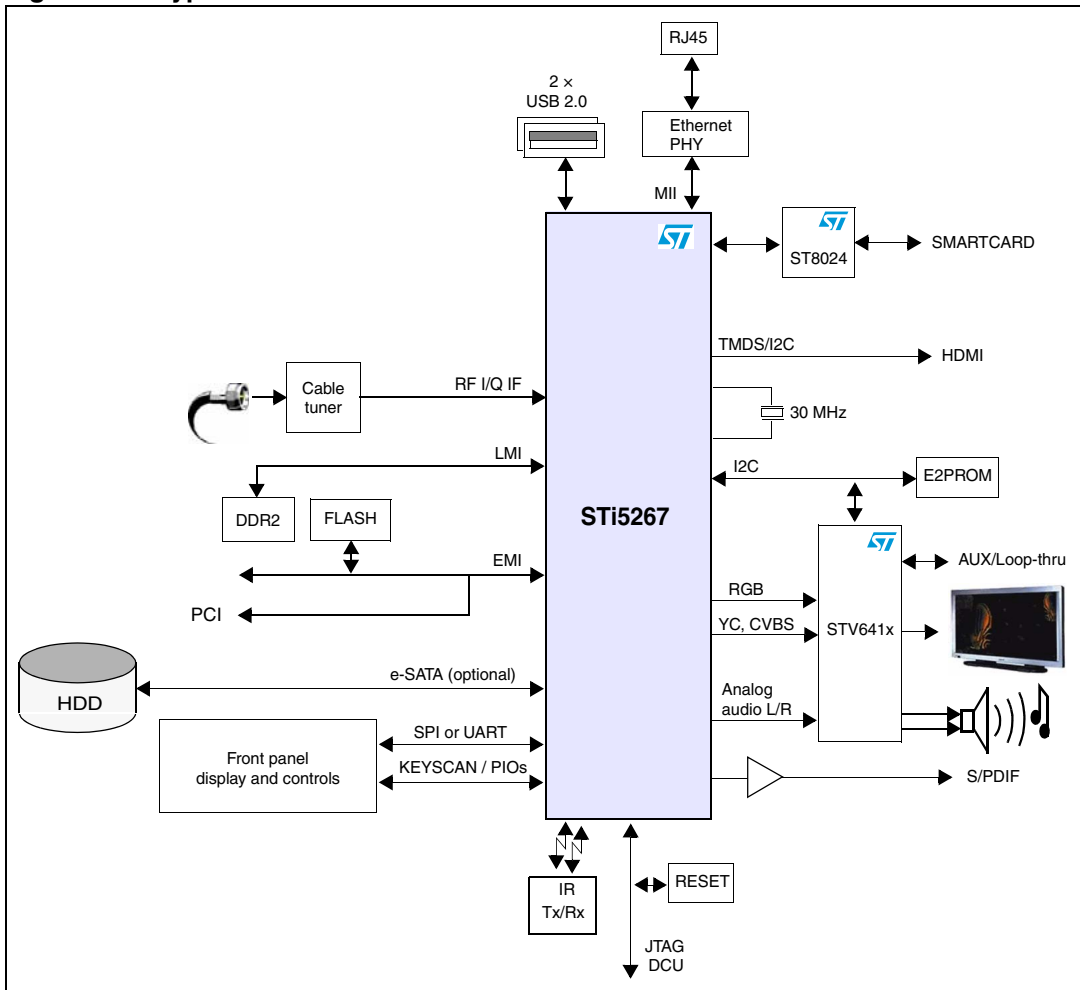 RJ45
2 ×
USB 2.0
Ethernet
PHY
MII
ST
ST8024
SMARTCARD
TMDS/I2C
HDMI
Cable
tuner
RF I/Q IF
30 MHz
LMI
I2C
E2PROM
DDR2
FLASH
STi5267
ST
EMI
AUX/Loop-thru
PCI
RGB
YC, CVBS
STV641x
e-SATA (optional)
HDD
Analog
audio L/R
SPI or UART
Front panel
display and controls
KEYSCAN / PIOs
S/PDIF
IR
Tx/Rx
RESET
JTAG
DCU